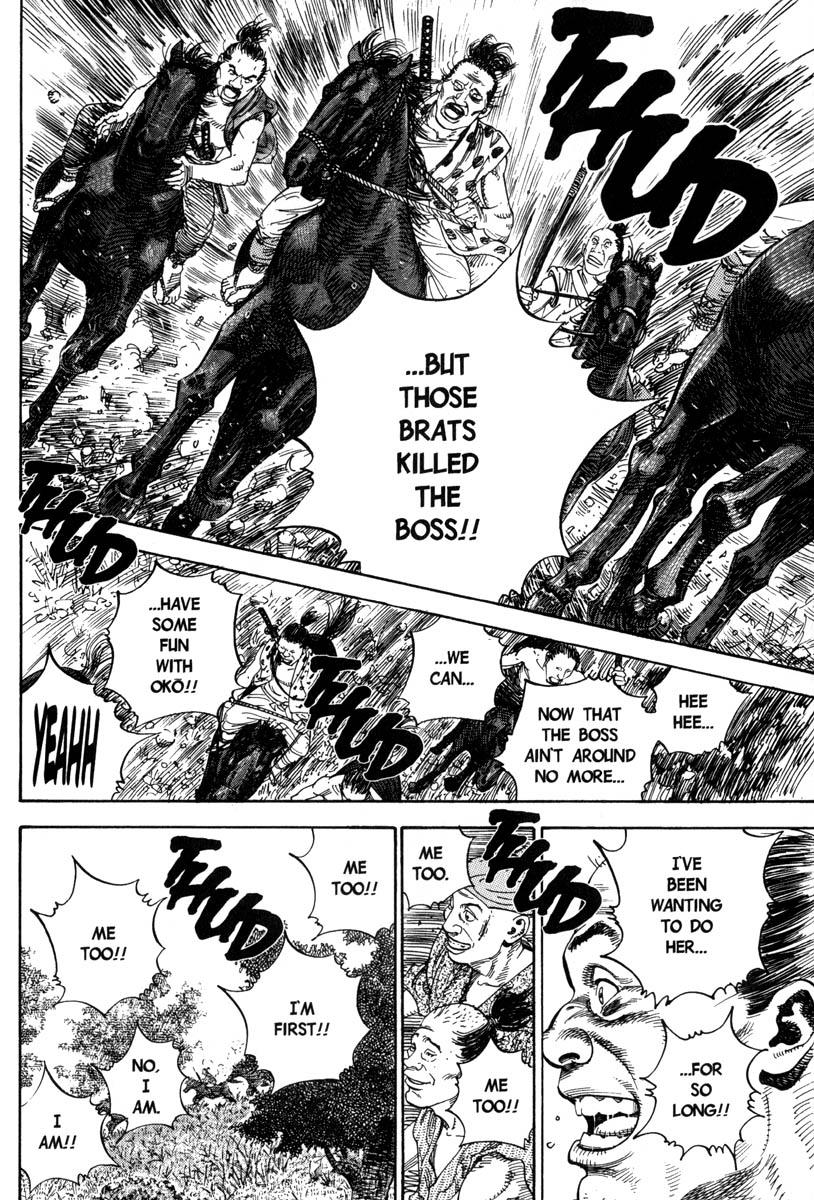 THUD
...BUT
THOSE
BRATS
KILLED
THE
BOSS!!
THUD
HEE
HEE...
NOW THAT
THE BOSS
AIN'T AROUND
NO MORE...
...WE
CAN...
THUD
...HAVE
SOME
FUN
WITH
OKŌ!!
YEAHH
I'VE
BEEN
WANTING
TO DO
HER...
...FOR
SO
LONG!!
THUD
ME
TOO.
ME
TOO!!
ME
TOO!!
THUD
ME
TOO!!
I'M
FIRST!!
NO,
I
AM.
I
AM!!